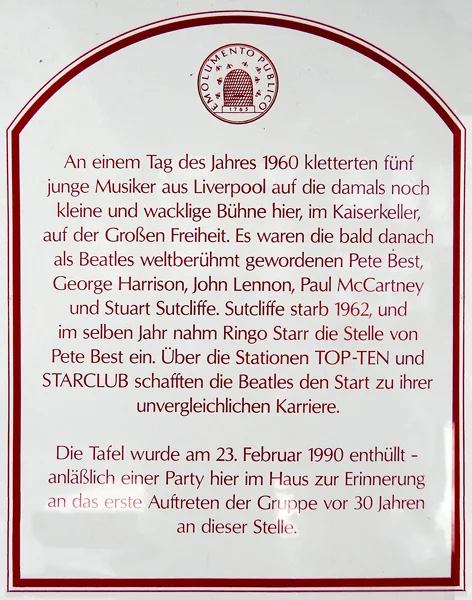 EMOLUMENTO PUBLICO
1765
An einem Tag des Jahres 1960 kletterten fünf
junge Musiker aus Liverpool auf die damals noch
kleine und wacklige Bühne hier, im Kaiserkeller,
auf der Großen Freiheit. Es waren die bald danach
als Beatles weltberühmt gewordenen Pete Best,
George Harrison, John Lennon, Paul McCartney
und Stuart Sutcliffe. Sutcliffe starb 1962, und
im selben Jahr nahm Ringo Starr die Stelle von
Pete Best ein. Über die Stationen TOP-TEN und
STARCLUB schafften die Beatles den Start zu ihrer
unvergleichlichen Karriere.
Die Tafel wurde am 23. Februar 1990 enthüllt -
anläßlich einer Party hier im Haus zur Erinnerung
an das erste Auftreten der Gruppe vor 30 Jahren
an dieser Stelle.